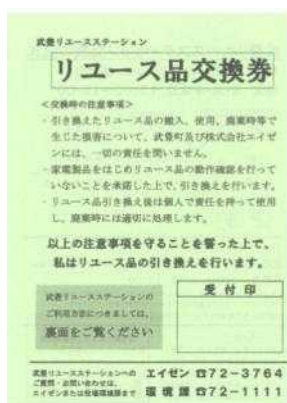 武豊リユースステーション
リユース品交換券
<交換時の注意事項>
・引き換えたリユース品の搬入、使用、廃棄時等で
生じた損害について、武豊町及び株式会社エイゼ
ンには、一切の責任を問いません。
・家電製品をはじめリユース品の動作確認を行って
いないことを承諾した上で、引き換えを行います。
・リユース品引き換え後は個人で責任を持って使用
し、廃棄時には適切に処理します。
以上の注意事項を守ることを誓った上で、
私はリユース品の引き換えを行います。
武豊リユースステーションの
ご利用方法につきましては、
裏面をご覧ください
受付印
武豊リユースステーションへの
ご質問・お問い合わせは、
エイゼンまたは役場環境課まで
エイゼン ☎72-3764
環境課 ☎72-1111